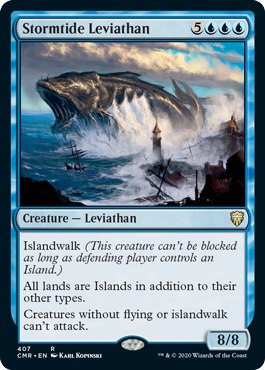 Stormtide Leviathan 5
Creature — Leviathan
Islandwalk (This creature can't be blocked
as long as defending player controls an
Island.)
All lands are Islands in addition to their
other types.
Creatures without flying or islandwalk
can't attack.
8/8
407 R
CMR • EN KARL KOPINSKI ™ & © 2020 Wizards of the Coast